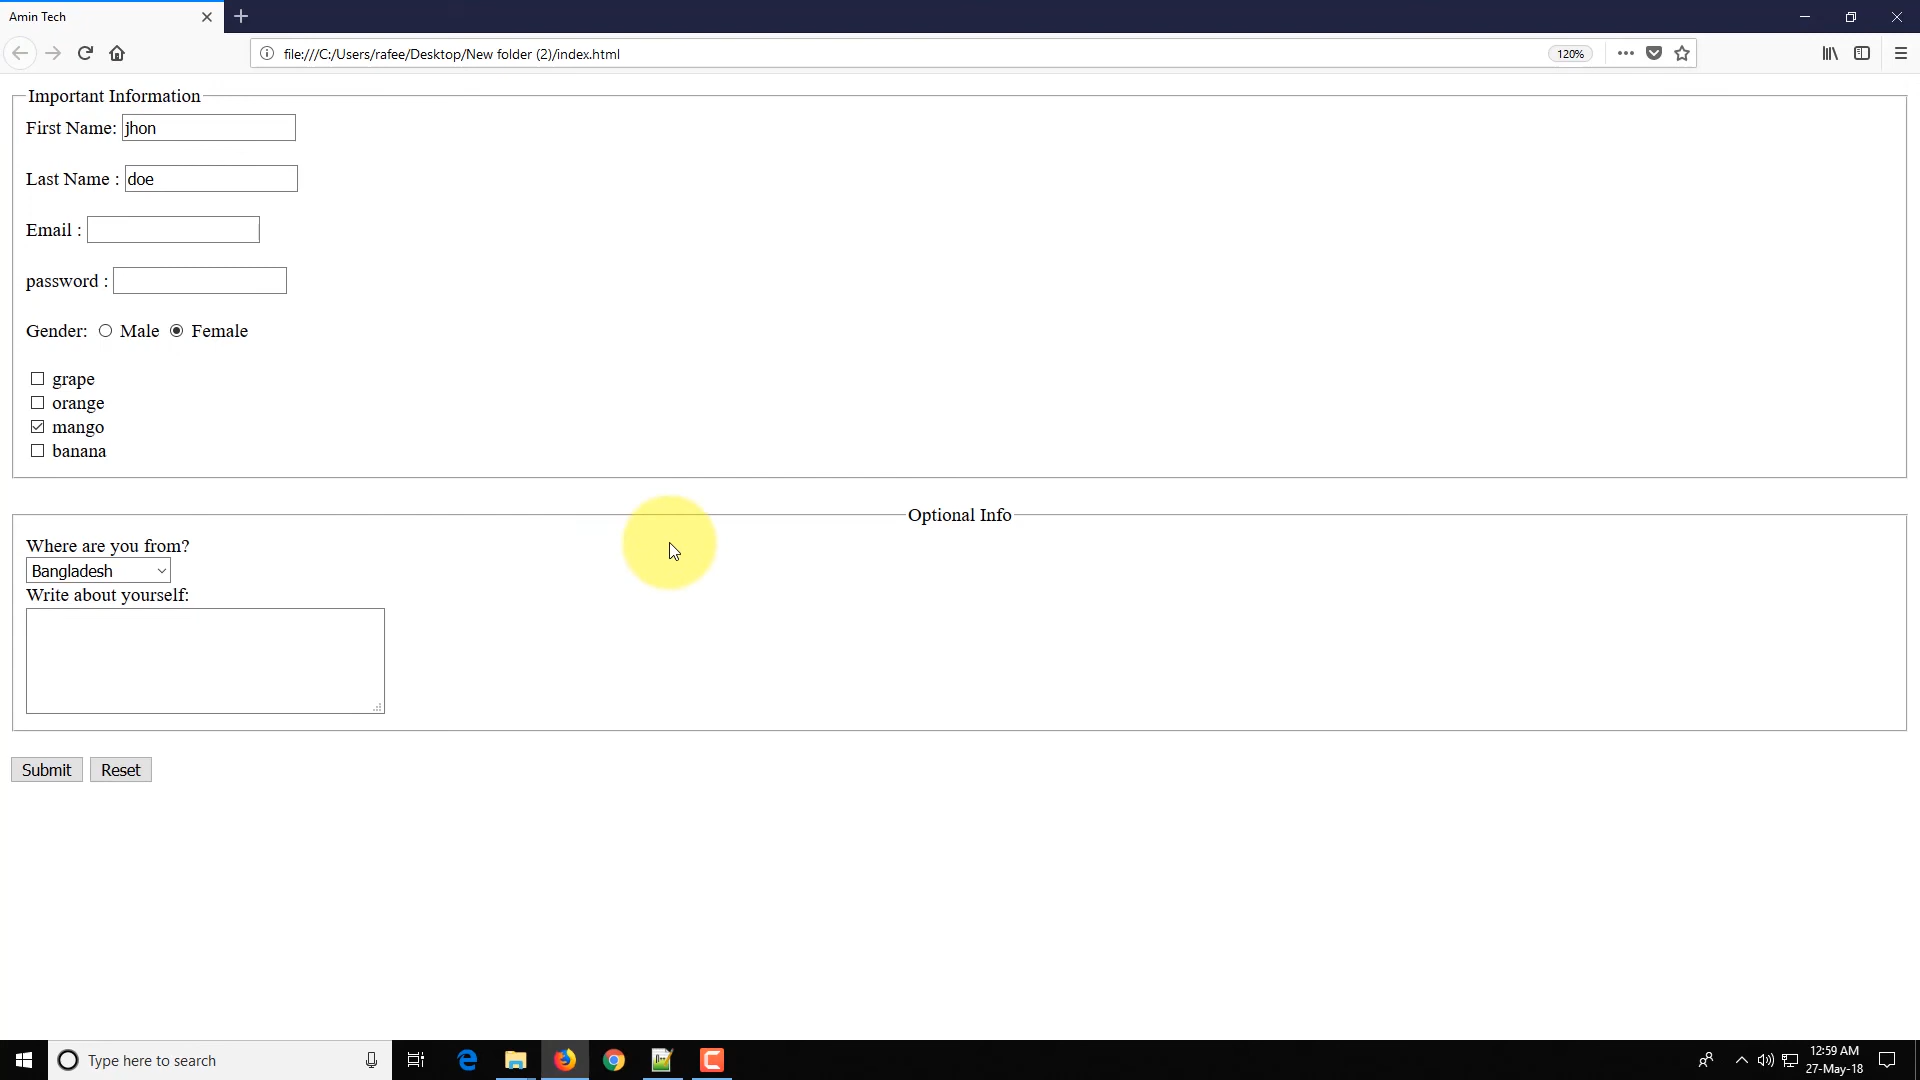 Amin Tech
file:///C:/Users/rafee/Desktop/New folder (2)/index.html
120%
Important Information
First Name: jhon
Last Name : doe
Email :
password :
Gender: Male Female
grape
orange
mango
banana
Optional Info
Where are you from?
Bangladesh
Write about yourself:
Submit Reset
Type here to search
12:59 AM
27-May-18